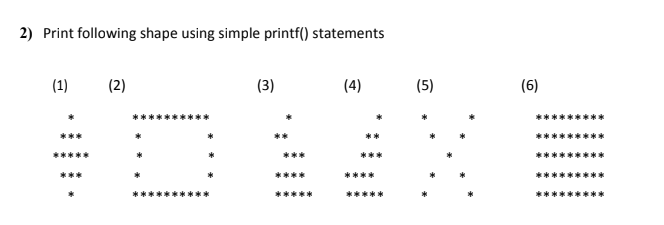 2) Print following shape using simple printf() statements
(1) (2) (3) (4) (5) (6)
* ********** * * * * *********
*** * * ** ** * * *********
***** * * *** *** * *********
*** * * **** **** * * *********
* ********** ***** ***** * * *********